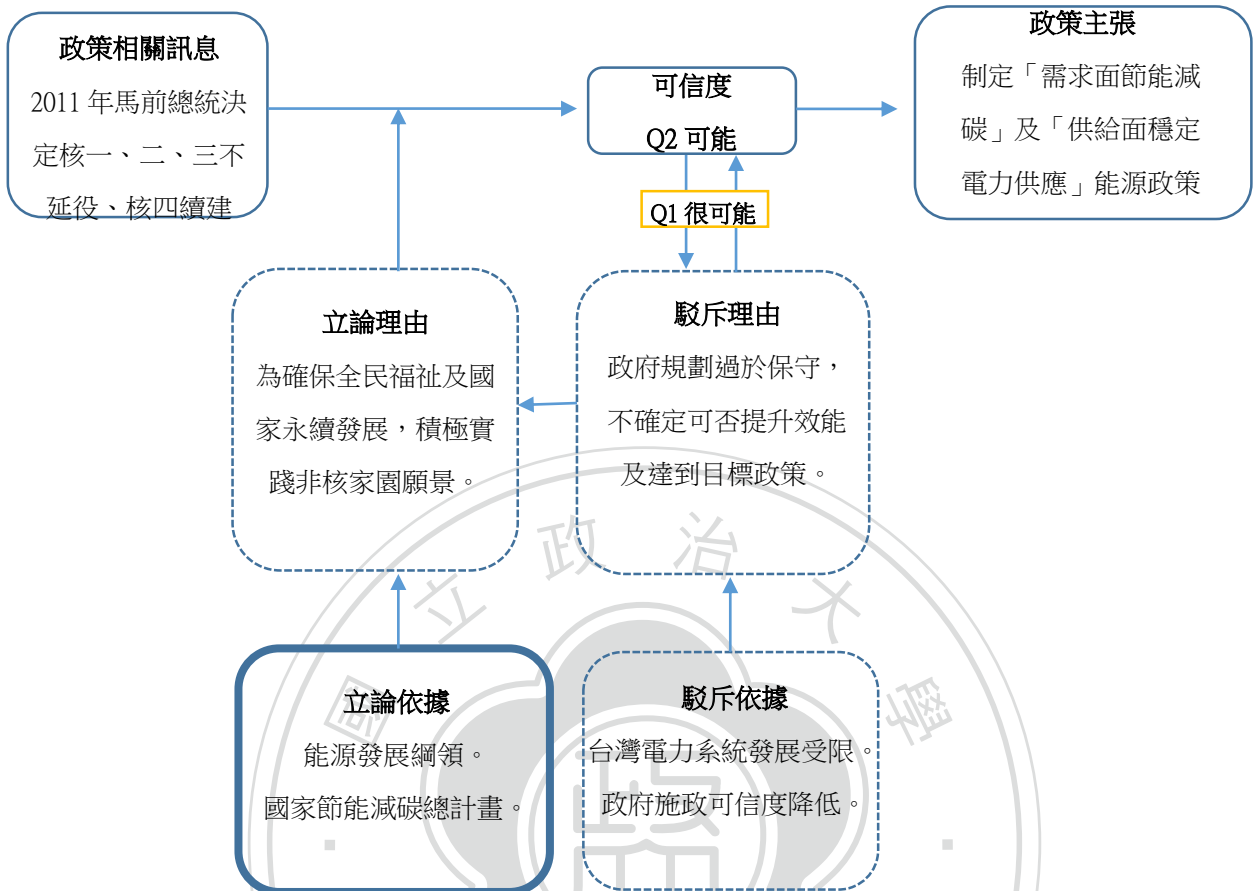 政策相關訊息
2011 年馬前總統決
定核一、二、三不
延役、核四續建
可信度
Q2 可能
Q1 很可能
政策主張
制定「需求面節能減
碳」及「供給面穩定
電力供應」能源政策
立論理由
為確保全民福祉及國
家永續發展，積極實
踐非核家園願景。
駁斥理由
政府規劃過於保守，
不確定可否提升效能
及達到目標政策。
立論依據
能源發展綱領。
國家節能減碳總計畫。
駁斥依據
台灣電力系統發展受限。
政府施政可信度降低。
國立政治大學